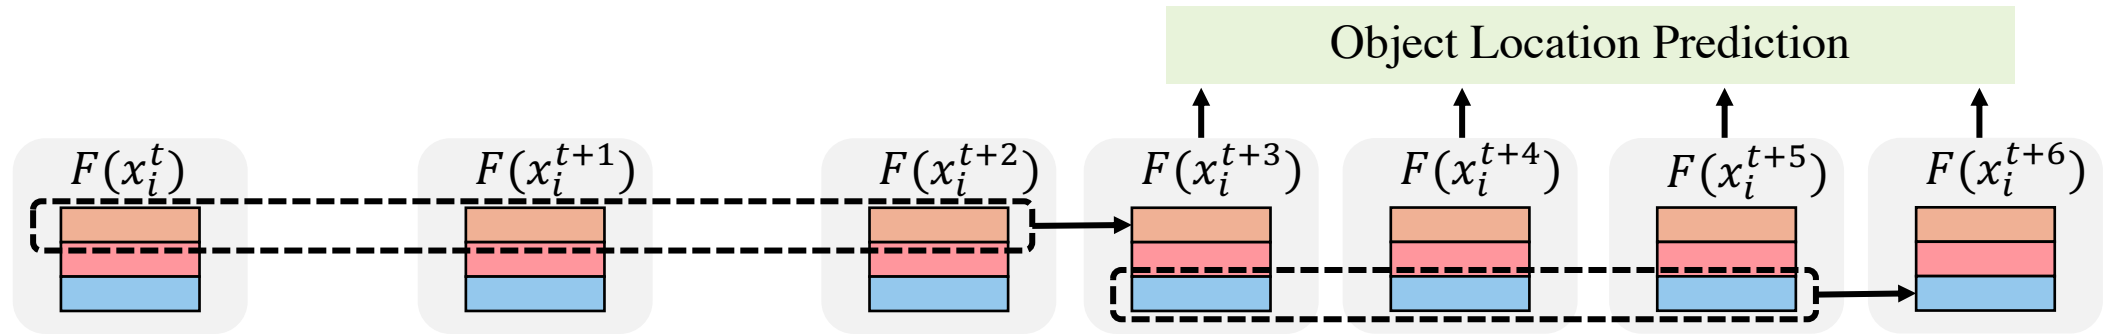 Object Location Prediction
F(x_i^t) F(x_i^{t+1}) F(x_i^{t+2}) F(x_i^{t+3}) F(x_i^{t+4}) F(x_i^{t+5}) F(x_i^{t+6})